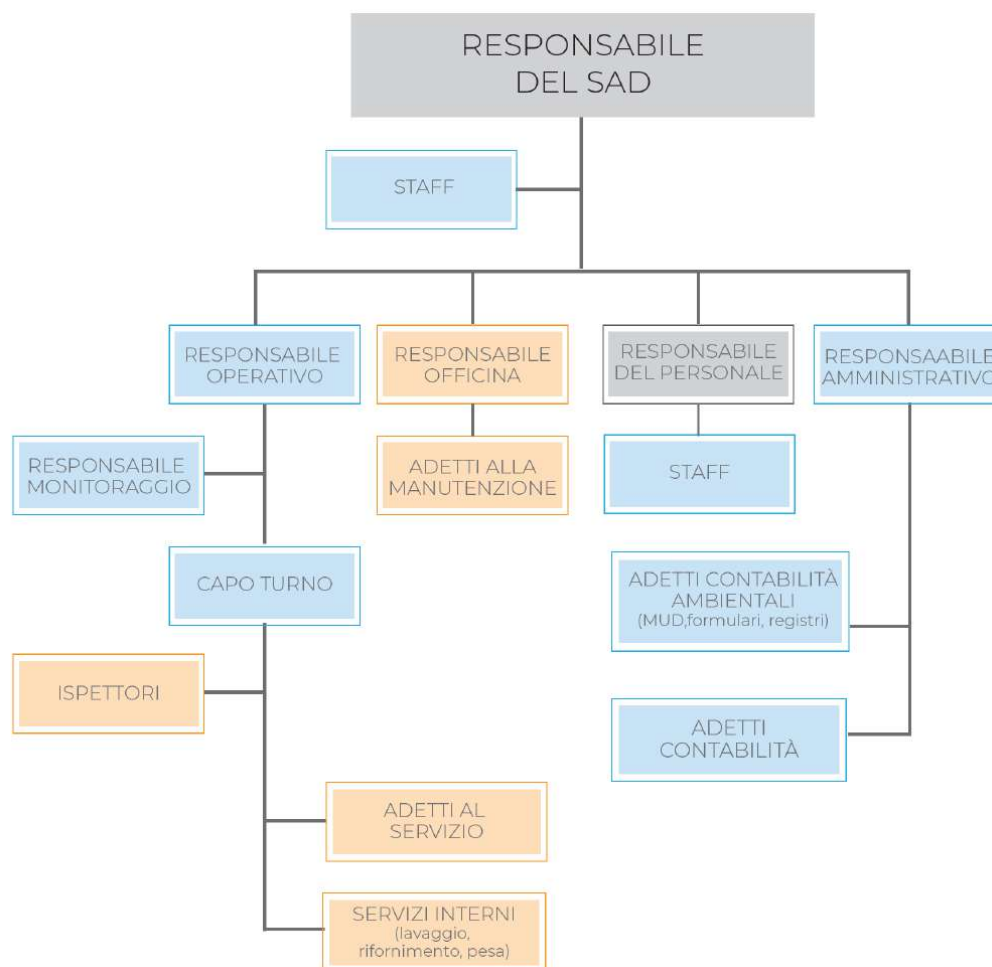 RESPONSABILE
DEL SAD
STAFF
RESPONSABILE
OPERATIVO
RESPONSABILE
OFFICINA
RESPONSABILE
DEL PERSONALE
RESPONSAABILE
AMMINISTRATIVO
RESPONSABILE
MONITORAGGIO
ADETTI ALLA
MANUTENZIONE
STAFF
CAPO TURNO
ADETTI CONTABILITÀ
AMBIENTALI
(MUD,formulari, registri)
ISPETTORI
ADETTI
CONTABILITÀ
ADETTI AL
SERVIZIO
SERVIZI INTERNI
(lavaggio,
rifornimento, pesa)